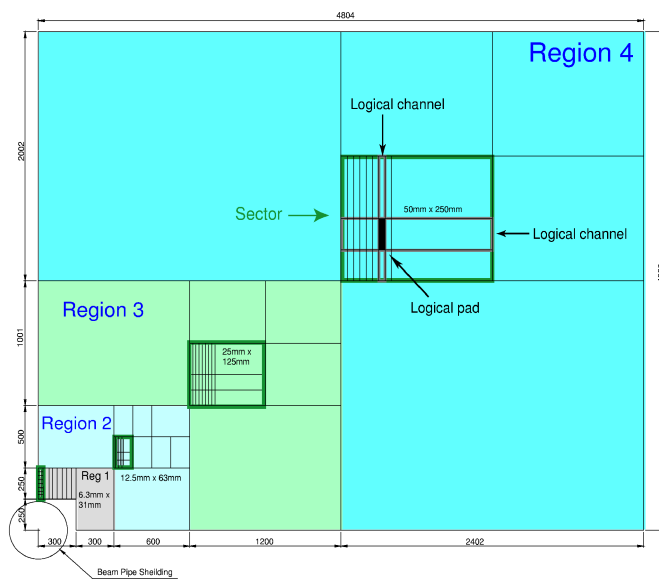 4804
Region 4
Logical channel
2002
50mm x 250mm
Sector
Logical channel
Logical pad
Region 3
1001
25mm x
125mm
Region 2
500
Reg 1
12.5mm x 63mm
250
6.3mm x
31mm
250
300
300
600
1200
2402
Beam Pipe Sheilding